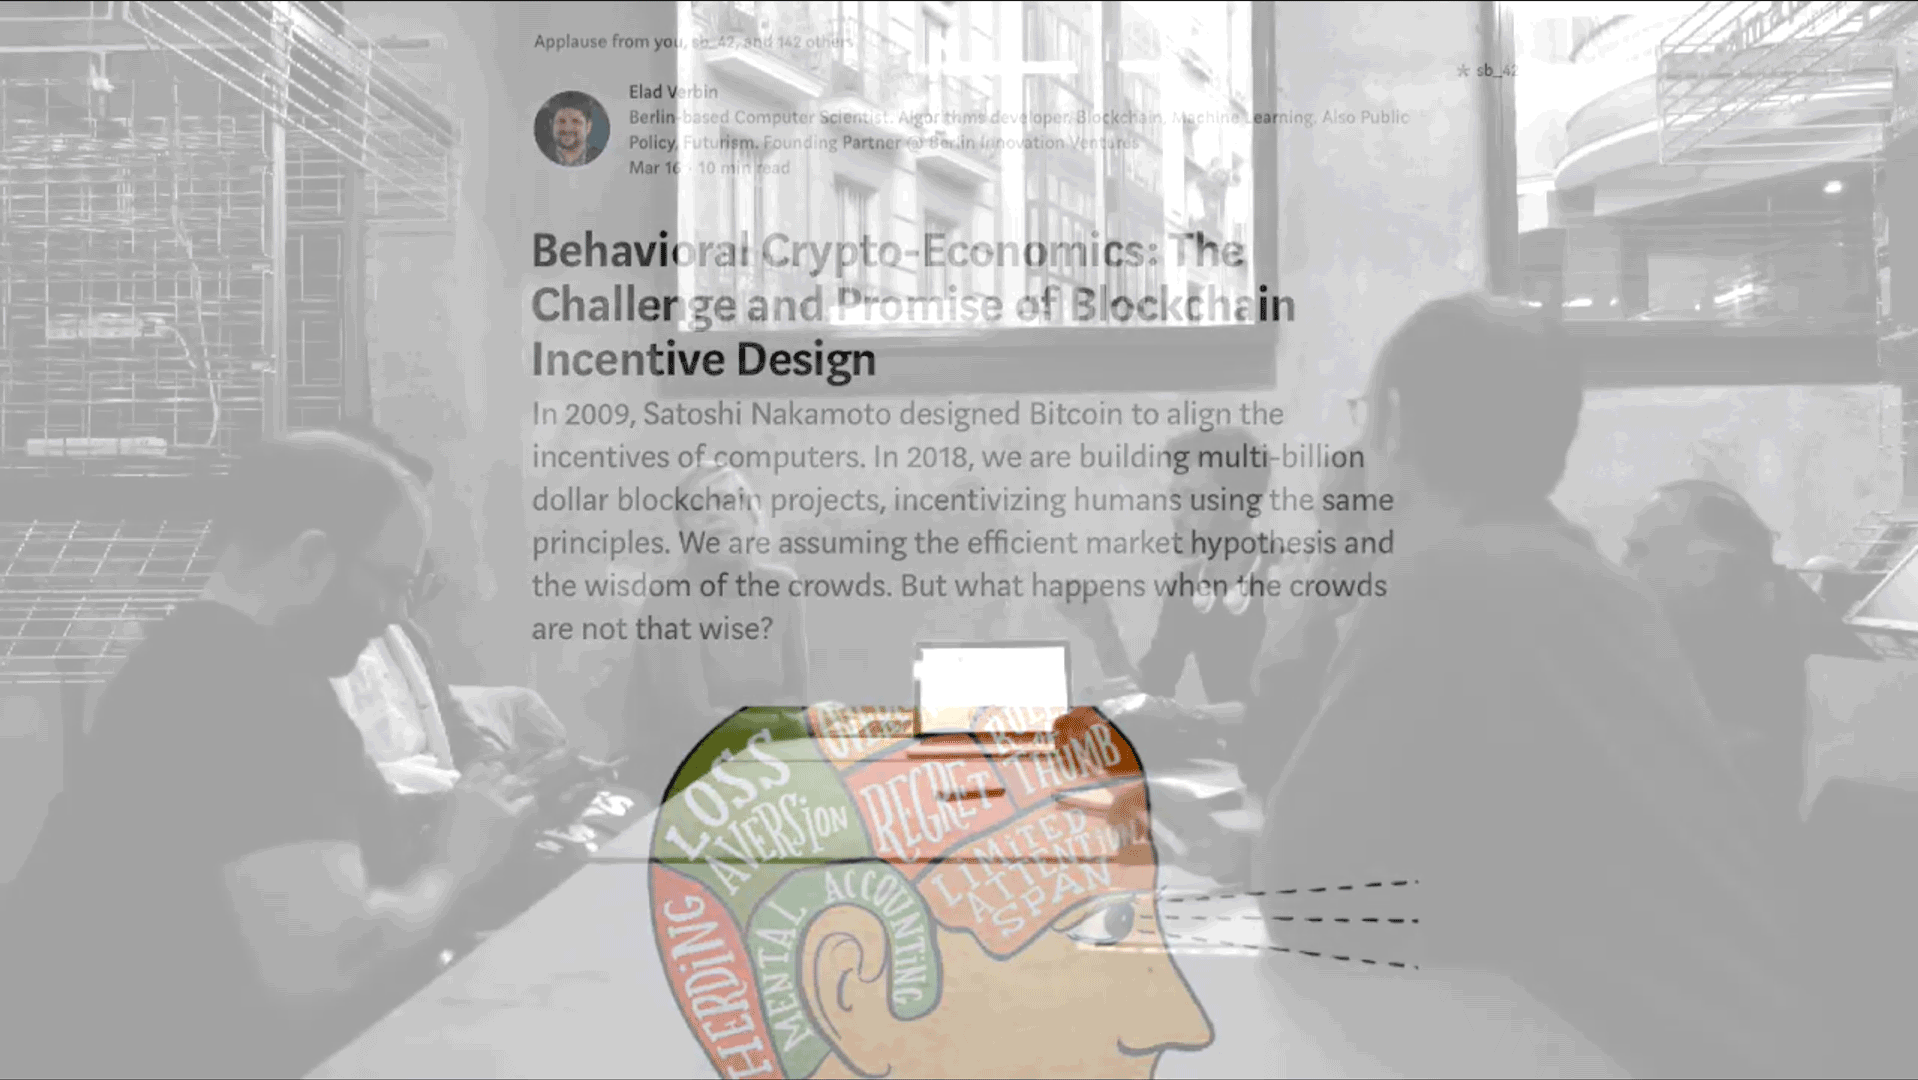 Applause from you, sb_42, and 142 others
* sb_42
Elad Verbin
Berlin-based Computer Scientist. Algorithms developer. Blockchain, Machine Learning. Also Public
Policy, Futurism. Founding Partner @ Berlin Innovation Ventures
Mar 16 · 10 min read
Behavioral Crypto-Economics: The
Challenge and Promise of Blockchain
Incentive Design
In 2009, Satoshi Nakamoto designed Bitcoin to align the
incentives of computers. In 2018, we are building multi-billion
dollar blockchain projects, incentivizing humans using the same
principles. We are assuming the efficient market hypothesis and
the wisdom of the crowds. But what happens when the crowds
are not that wise?
LOSS
AVERSiON
REGRET
RULE
OF
THUMB
LiMiTED
ATTENTiON
SPAN
HERDiNG
MENTAL
ACCOUNTiNG